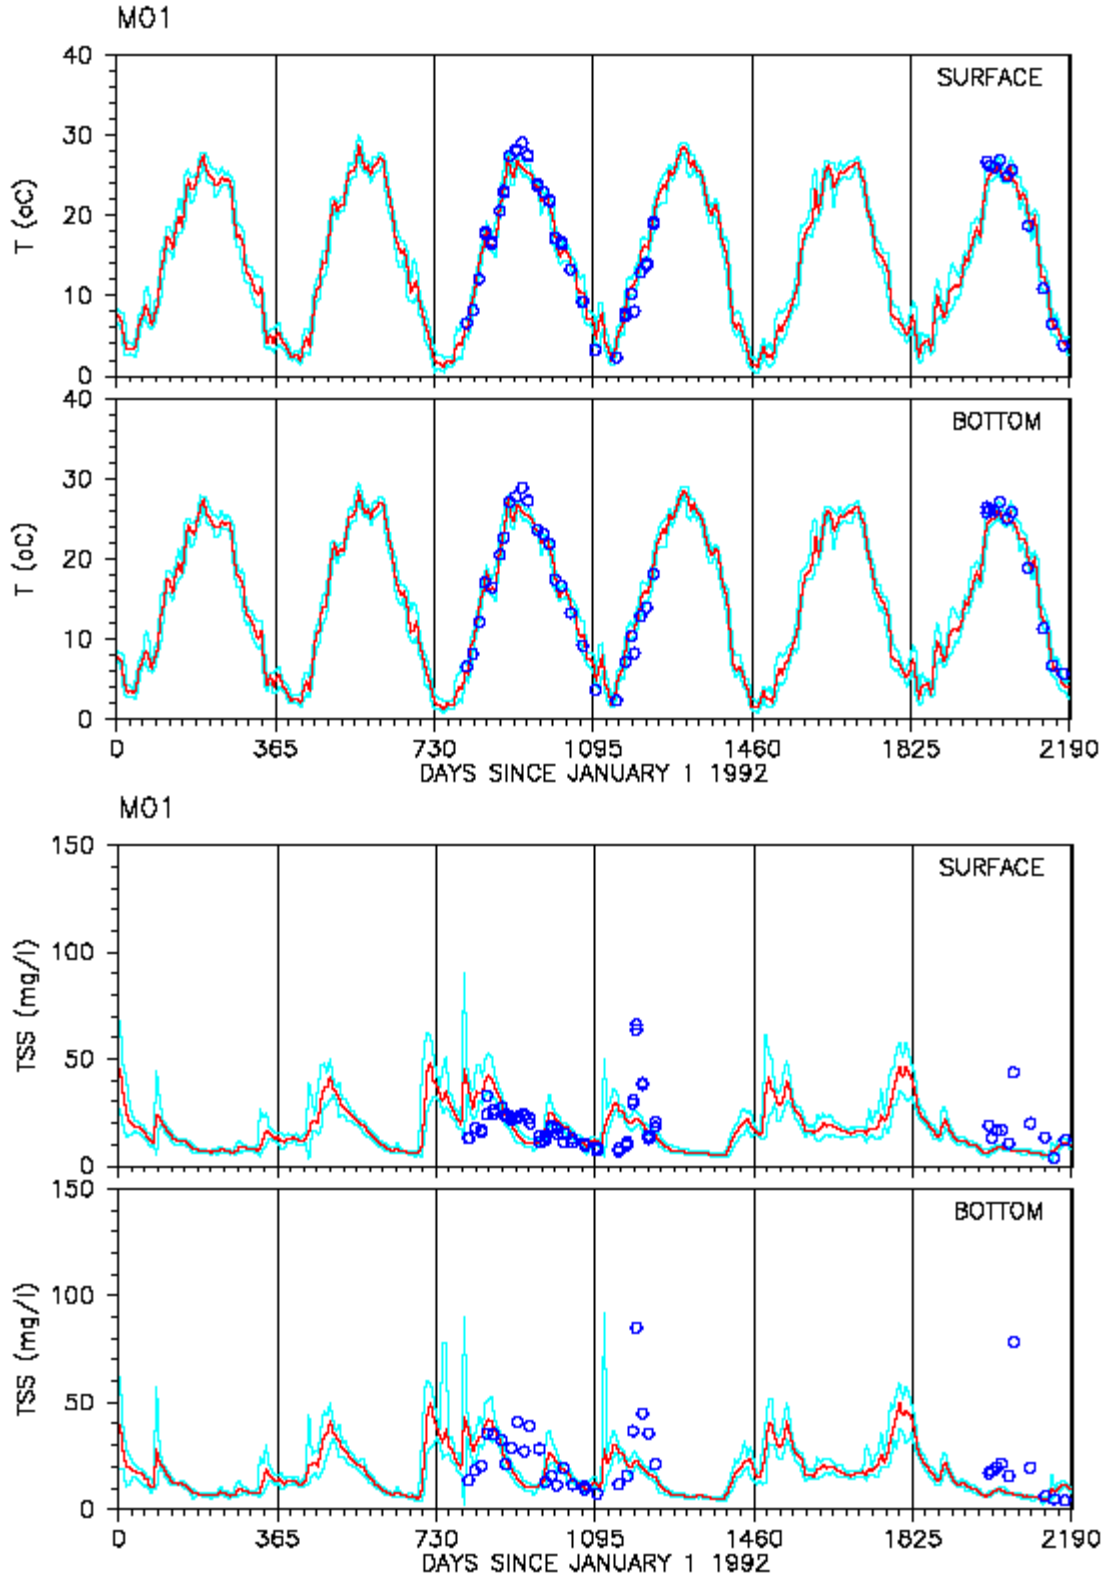 MO1
40
SURFACE
30
T (oC)
20
10
0
40
BOTTOM
30
T (oC)
20
10
0
0 365 730 1095 1460 1825 2190
DAYS SINCE JANUARY 1 1992
MO1
150
SURFACE
100
TSS (mg/l)
50
0
150
BOTTOM
100
TSS (mg/l)
50
0
0 365 730 1095 1460 1825 2190
DAYS SINCE JANUARY 1 1992